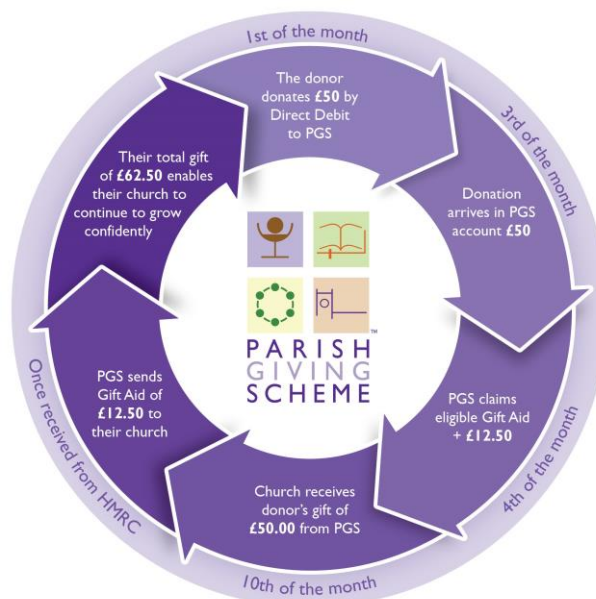 1st of the month
The donor
donates £50 by
Direct Debit
to PGS
3rd of the month
Donation
arrives in PGS
account £50
4th of the month
PGS claims
eligible Gift Aid
+ £12.50
10th of the month
Church receives
donor's gift of
£50.00 from PGS
Once received from HMRC
PGS sends
Gift Aid of
£12.50 to
their church
Their total gift
of £62.50 enables
their church to
continue to grow
confidently
PARISH
GIVING
SCHEME
TM